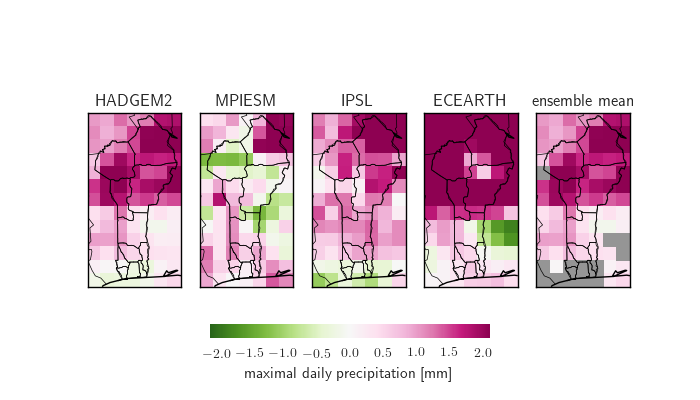 HADGEM2 MPIESM IPSL ECEARTH ensemble mean
−2.0 −1.5 −1.0 −0.5 0.0 0.5 1.0 1.5 2.0
maximal daily precipitation [mm]